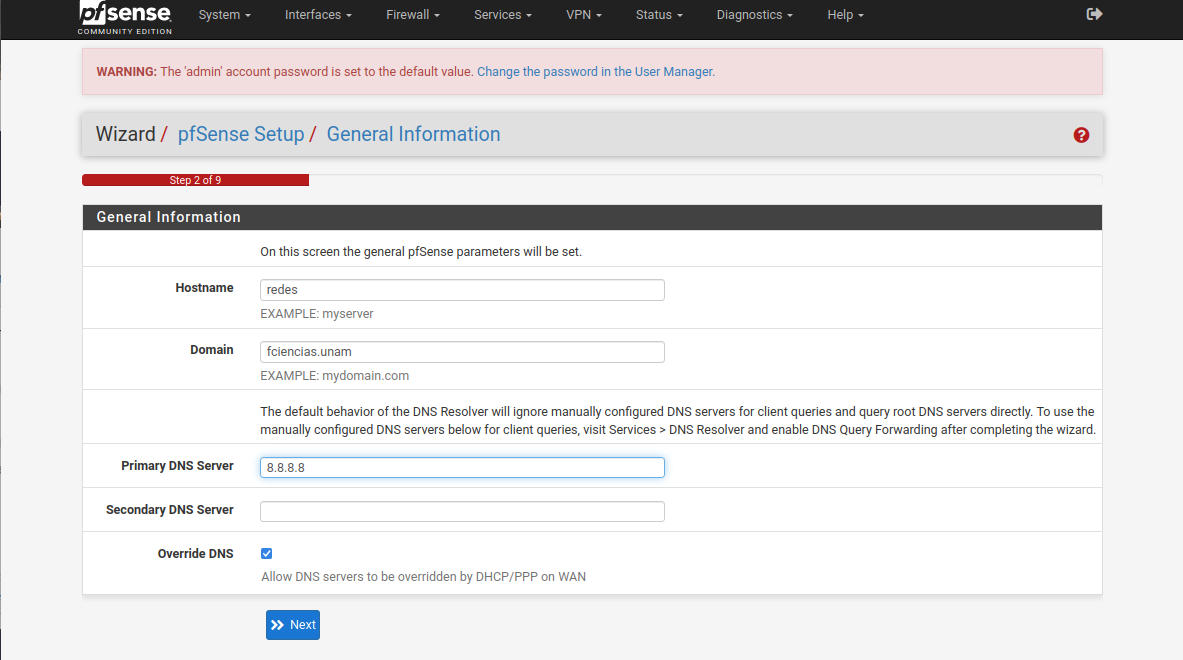 pfsense
COMMUNITY EDITION
System Interfaces Firewall Services VPN Status Diagnostics Help
WARNING: The 'admin' account password is set to the default value. Change the password in the User Manager.
Wizard / pfSense Setup / General Information
?
Step 2 of 9
General Information
On this screen the general pfSense parameters will be set.
Hostname
redes
EXAMPLE: myserver
Domain
fciencias.unam
EXAMPLE: mydomain.com
The default behavior of the DNS Resolver will ignore manually configured DNS servers for client queries and query root DNS servers directly. To use the
manually configured DNS servers below for client queries, visit Services > DNS Resolver and enable DNS Query Forwarding after completing the wizard.
Primary DNS Server
8.8.8.8
Secondary DNS Server
Override DNS
Allow DNS servers to be overridden by DHCP/PPP on WAN
Next